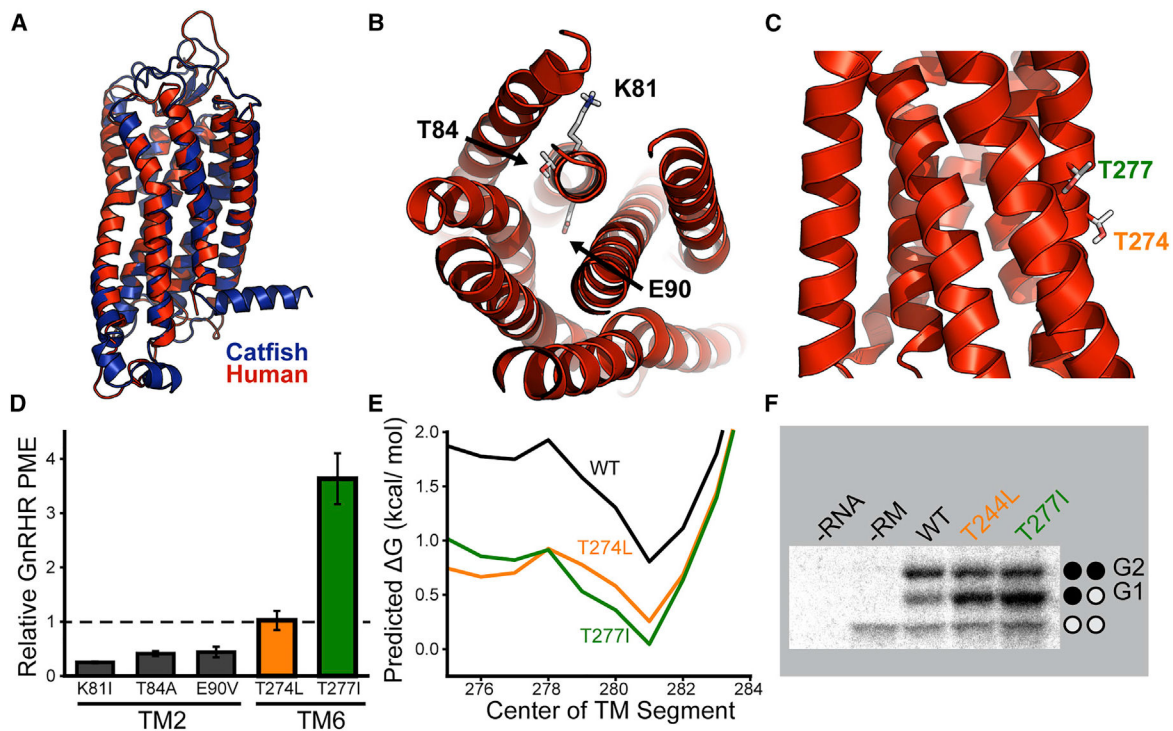 A
Catfish
Human
B
K81
T84
E90
C
T277
T274
D
Relative GnRHR PME
4
3
2
1
0
K81I T84A E90V T274L T277I
TM2 TM6
E
Predicted ΔG (kcal/ mol)
2.0
1.5
1.0
0.5
0.0
WT
T274L
T277I
276 278 280 282 284
Center of TM Segment
F
-RNA -RM WT T244L T277I
G2
G1